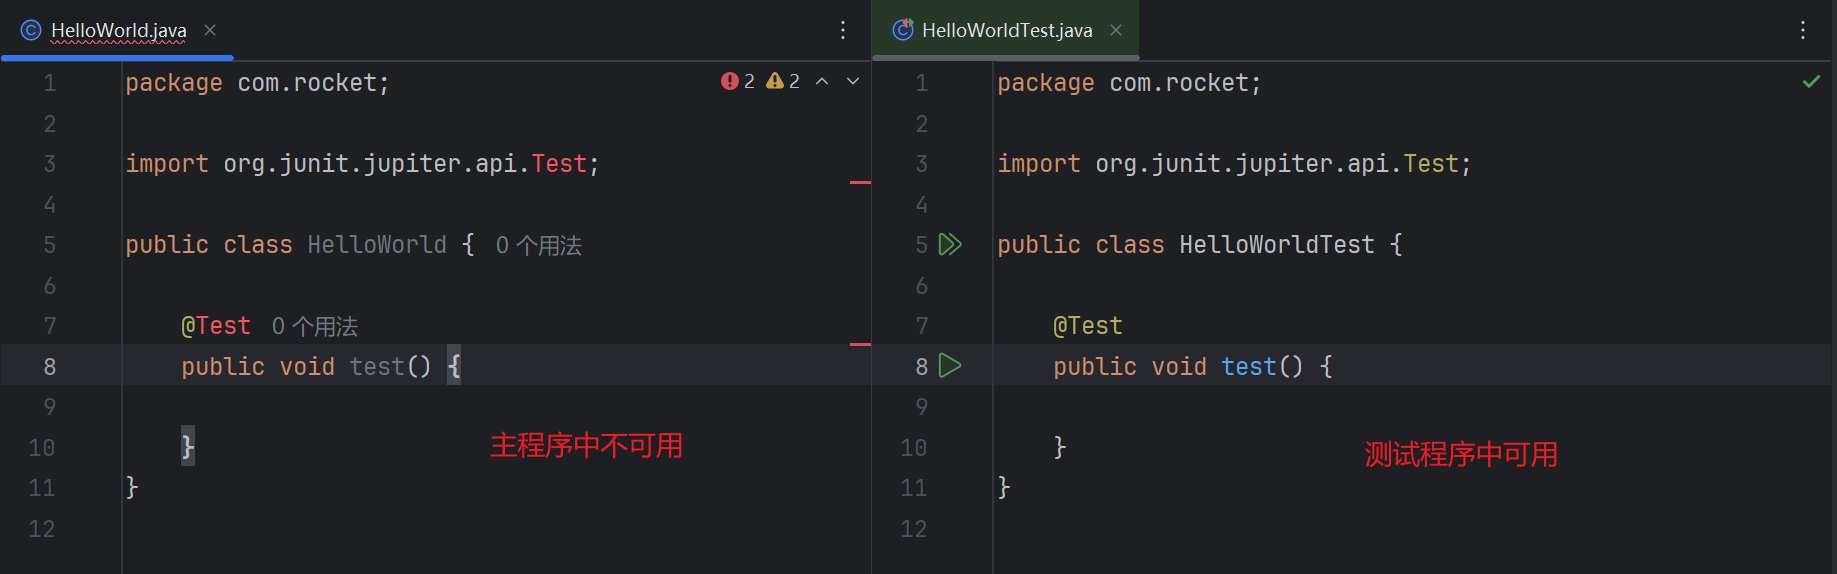 HelloWorld.java
1 package com.rocket; 2 2
2
3 import org.junit.jupiter.api.Test;
4
5 public class HelloWorld { 0 个用法
6
7 @Test 0 个用法
8 public void test() {
9
10 }
主程序中不可用
11 }
12
HelloWorldTest.java
1 package com.rocket;
2
3 import org.junit.jupiter.api.Test;
4
5 public class HelloWorldTest {
6
7 @Test
8 public void test() {
9
10 }
测试程序中可用
11 }
12